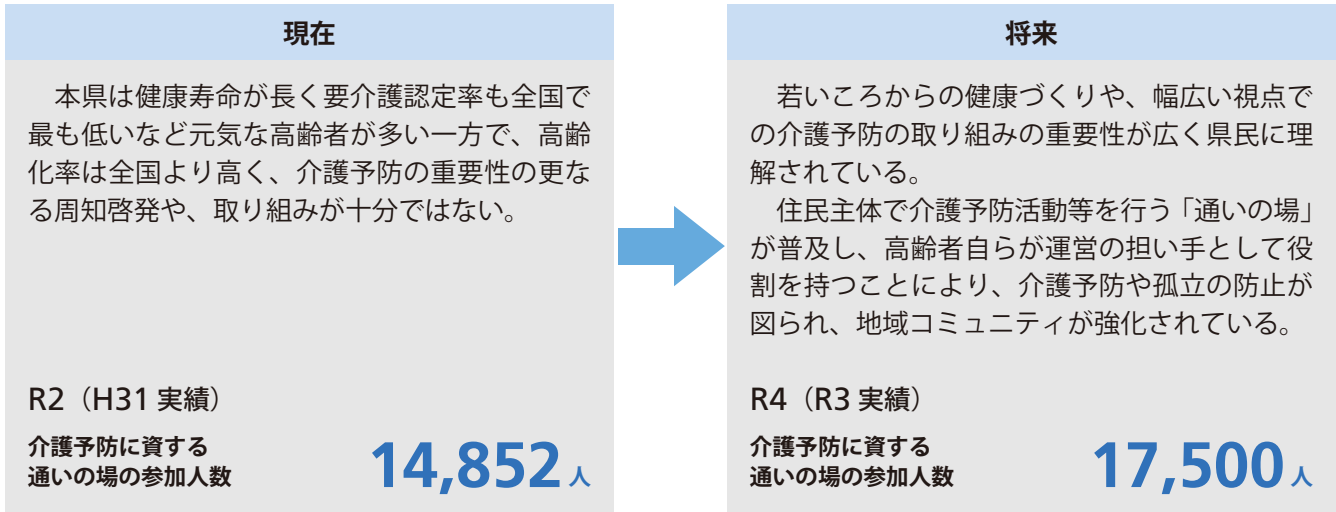 現在
本県は健康寿命が長く要介護認定率も全国で
最も低いなど元気な高齢者が多い一方で、高齢
化率は全国より高く、介護予防の重要性の更な
る周知啓発や、取り組みが十分ではない。
R2（H31 実績）
介護予防に資する
通いの場の参加人数
14,852 人
将来
若いころからの健康づくりや、幅広い視点で
の介護予防の取り組みの重要性が広く県民に理
解されている。
住民主体で介護予防活動等を行う「通いの場」
が普及し、高齢者自らが運営の担い手として役
割を持つことにより、介護予防や孤立の防止が
図られ、地域コミュニティが強化されている。
R4（R3 実績）
介護予防に資する
通いの場の参加人数
17,500 人